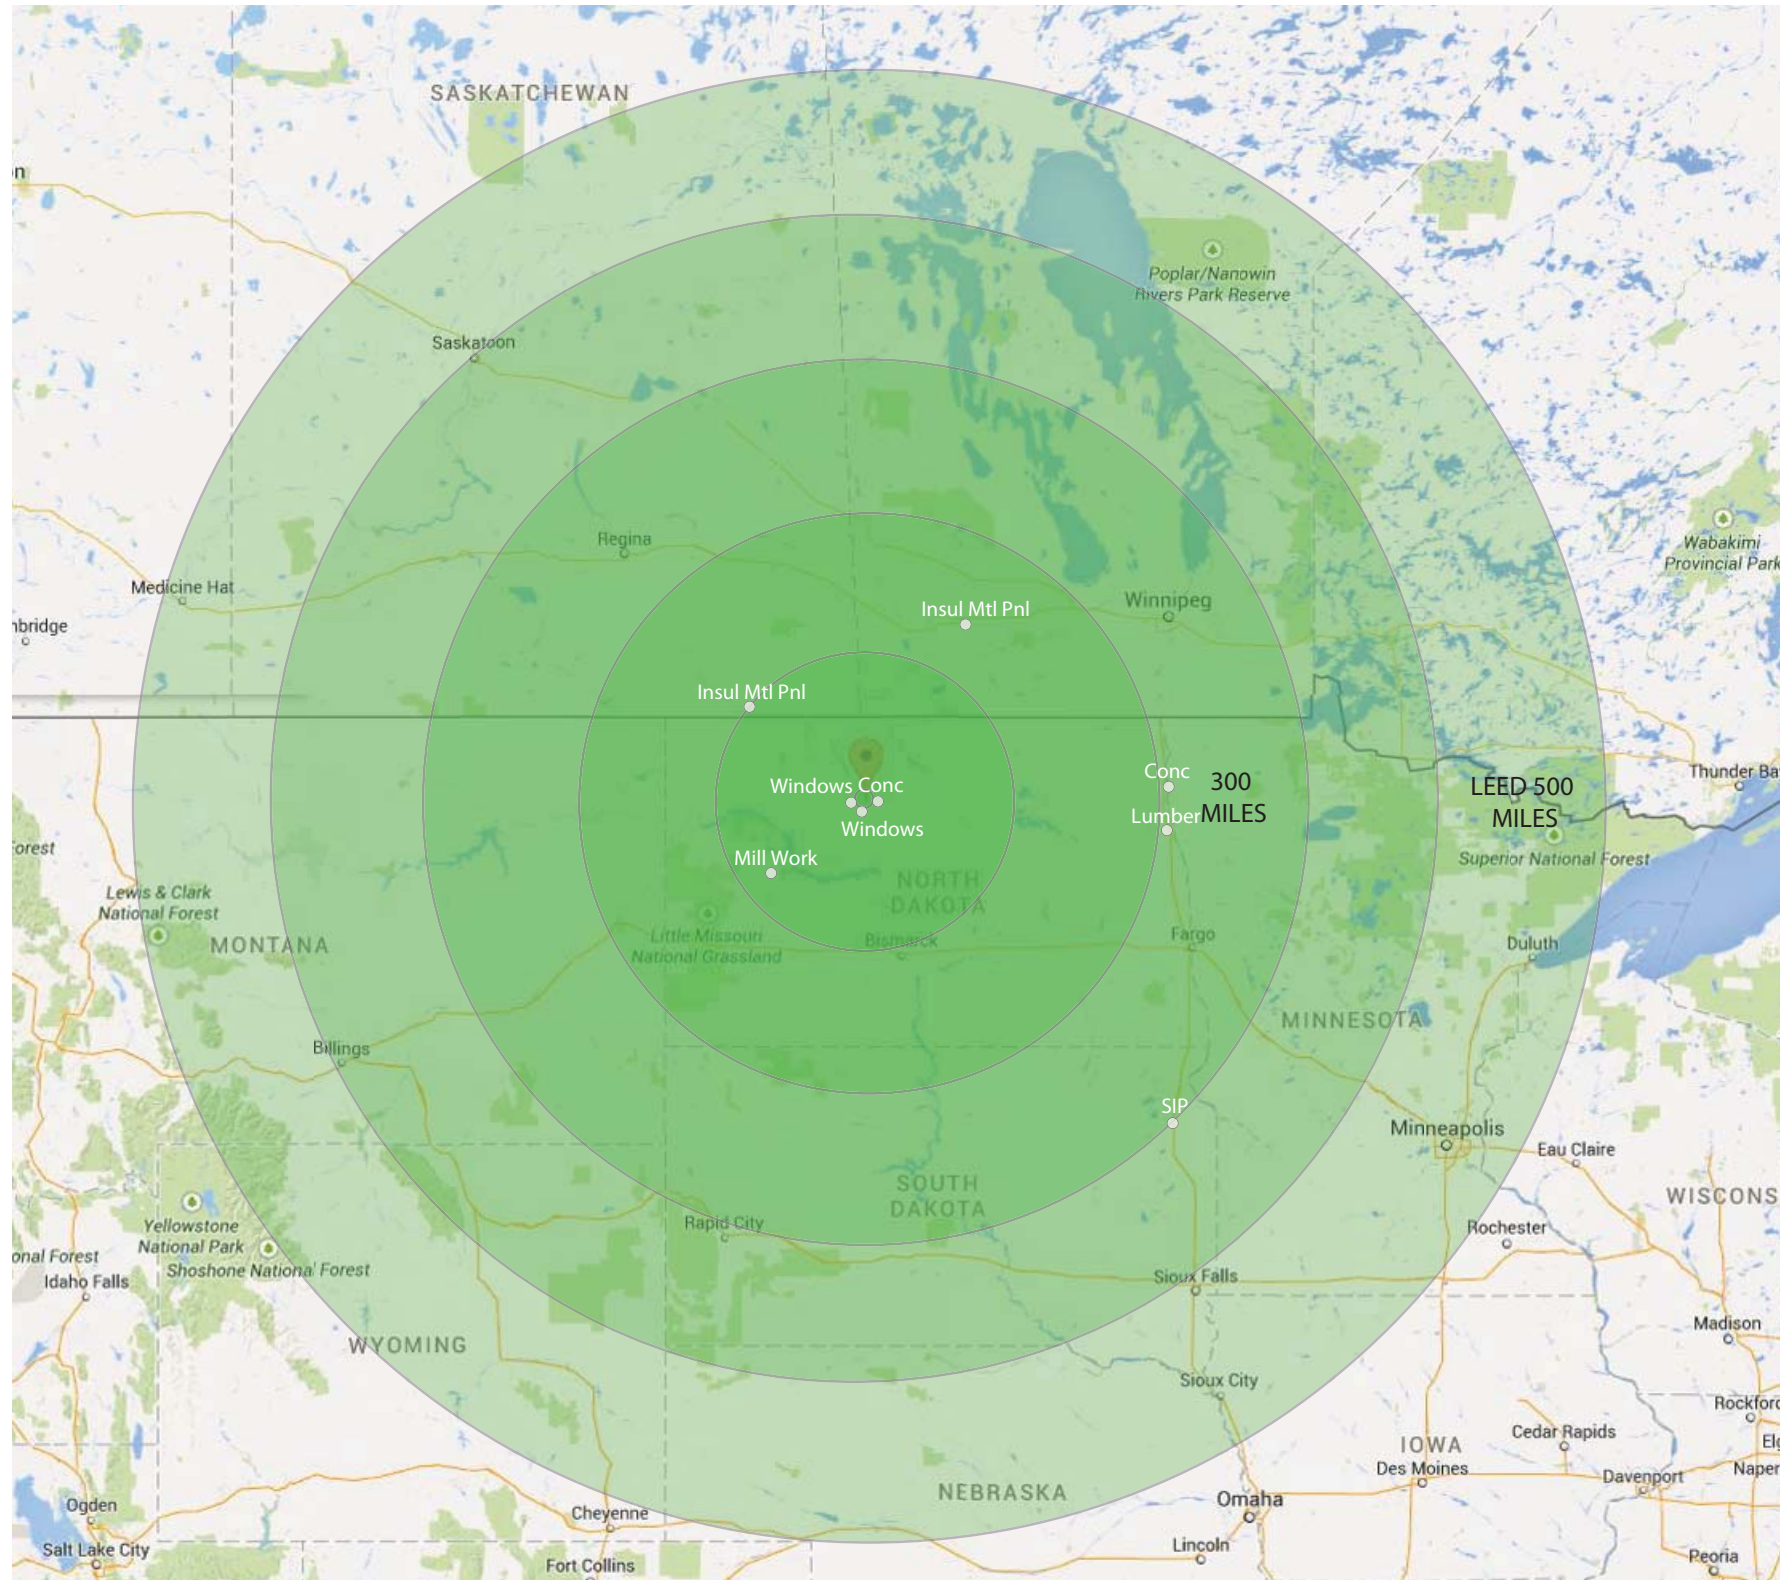 SASKATCHEWAN
n
Poplar/Nanowin
Rivers Park Reserve
Saskatoon
Wabakimi
Provincial Park
Regina
Medicine Hat
Winnipeg
Insul Mtl Pnl
nbridge
Insul Mtl Pnl
Thunder Ba
Conc
300
MILES
LEED 500
MILES
Windows Conc
Lumber
Windows
orest
Mill Work
Superior National Forest
Lewis & Clark
National Forest
NORTH
DAKOTA
MONTANA
Little Missouri
National Grassland
Bismarck
Fargo
Duluth
MINNESOTA
Billings
SIP
Minneapolis
Eau Claire
WISCONS
SOUTH
DAKOTA
Yellowstone
National Park
Rapid City
Rochester
onal Forest
Shoshone National Forest
Idaho Falls
Sioux Falls
Madison
WYOMING
Sioux City
Rockford
Cedar Rapids
IOWA
Elg
Des Moines
Naper
Davenport
NEBRASKA
Ogden
Cheyenne
Omaha
Salt Lake City
Lincoln
Fort Collins
Peoria